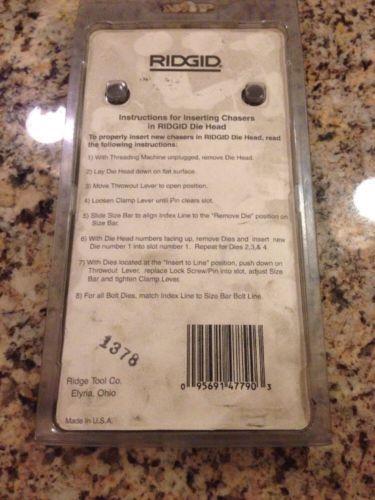 RIDGID
Instructions for Inserting Chasers
in RIDGID Die Head
To properly insert new chasers in RIDGID Die Head, read
the following instructions:
1) With Threading Machine unplugged, remove Die Head.
2) Lay Die Head down on flat surface.
3) Move Throwout Lever to open position.
4) Loosen Clamp Lever until Pin clears slot.
5) Slide Size Bar to align Index Line to the "Remove Die" position on
Size Bar.
6) With Die Head numbers facing up, remove Dies and insert new
Die number 1 into slot number 1. Repeat for Dies 2,3,& 4.
7) With Dies located at the "Insert to Line" position, push down on
Throwout Lever, replace Lock Screw/Pin into slot, adjust Size
Bar and tighten Clamp Lever.
8) For all Bolt Dies, match Index Line to Size Bar Bolt Line.
1378
Ridge Tool Co.
Elyria, Ohio
Made In U.S.A.
0 95691 47790 3